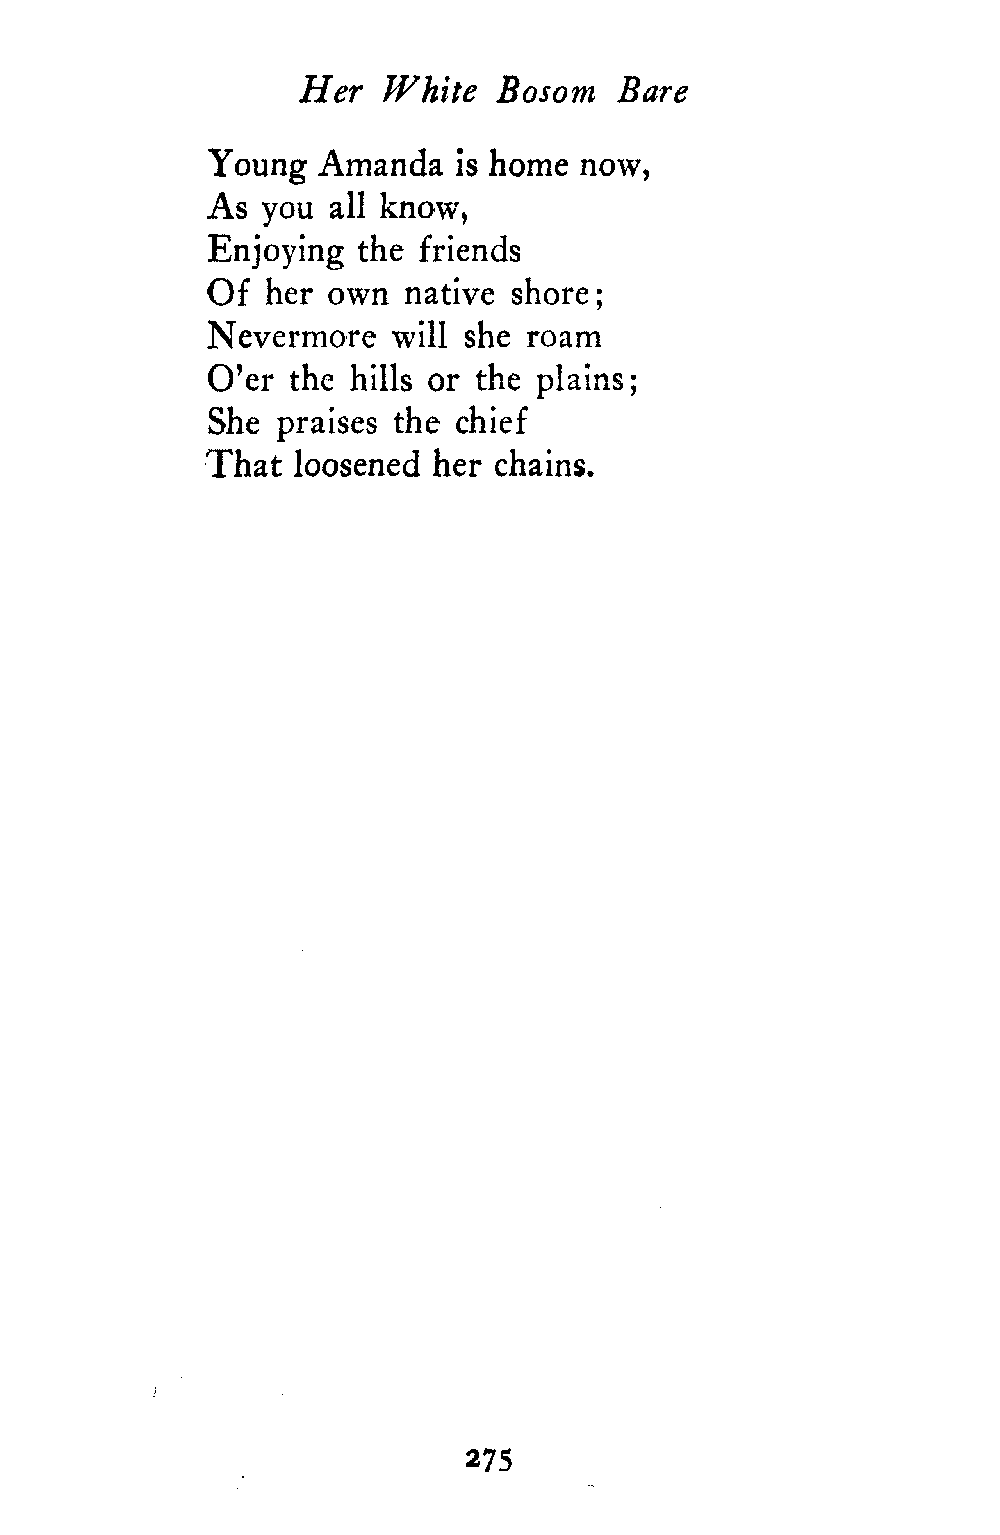 Her White Bosom Bare
Young Amanda is home now,
As you all know,
Enjoying the friends
Of her own native shore;
Nevermore will she roam
O'er the hills or the plains;
She praises the chief
That loosened her chains.
275